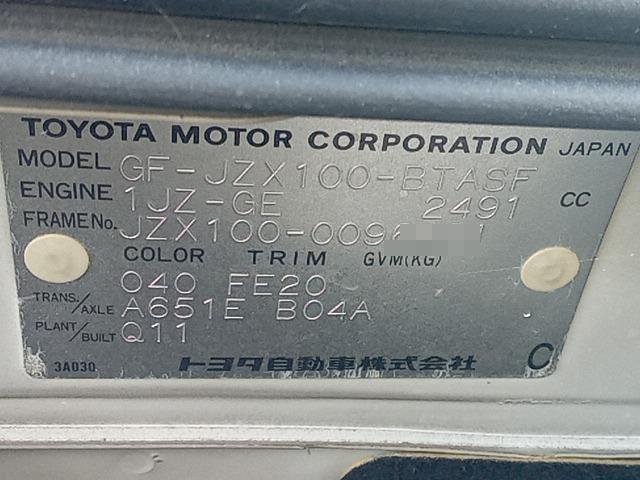 TOYOTA MOTOR CORPORATION JAPAN
MODEL GF-JZX100-BTASF
ENGINE 1JZ-GE 2491 CC
FRAME No. JZX100-009
COLOR TRIM GVM(KG)
040 FE20
TRANS./AXLE A651E B04A
PLANT/BUILT Q11
3A030 トヨタ自動車株式会社 C